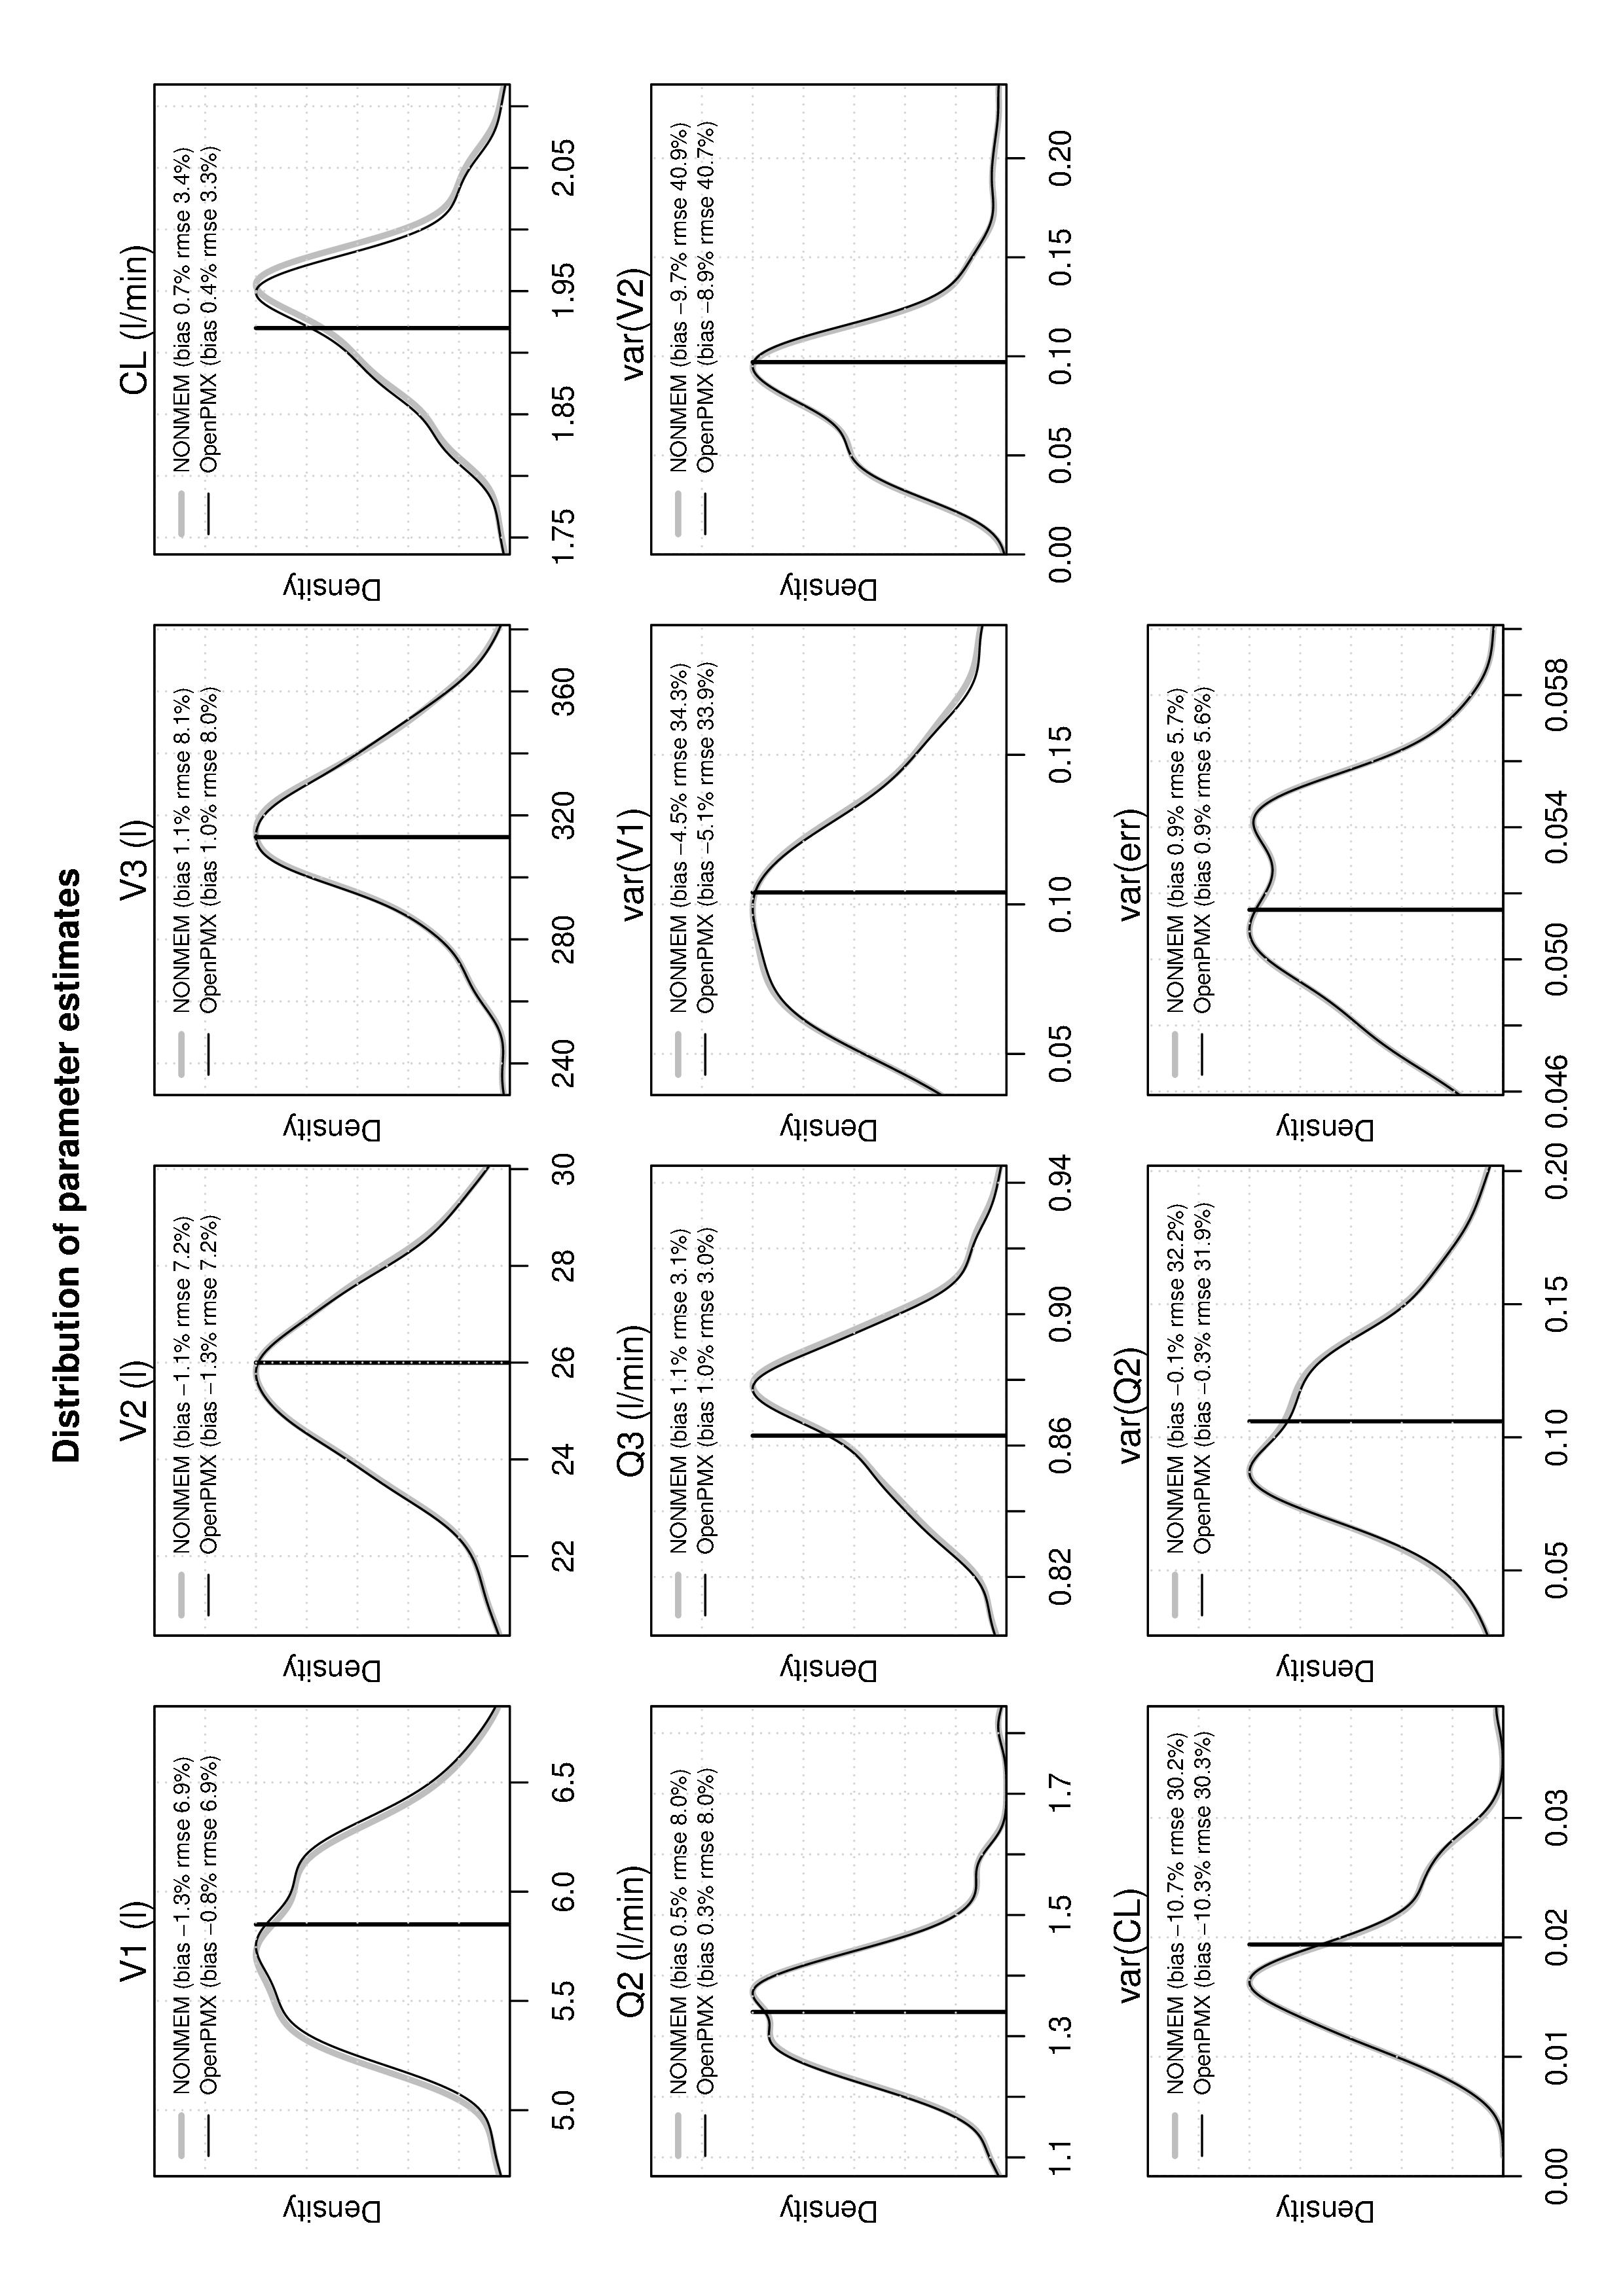 Distribution of parameter estimates
V1 (l)
NONMEM (bias −1.3% rmse 6.9%)
OpenPMX (bias −0.8% rmse 6.9%)
Density
5.0 5.5 6.0 6.5
V2 (l)
NONMEM (bias −1.1% rmse 7.2%)
OpenPMX (bias −1.3% rmse 7.2%)
Density
22 24 26 28 30
V3 (l)
NONMEM (bias 1.1% rmse 8.1%)
OpenPMX (bias 1.0% rmse 8.0%)
Density
240 280 320 360
CL (l/min)
NONMEM (bias 0.7% rmse 3.4%)
OpenPMX (bias 0.4% rmse 3.3%)
Density
1.75 1.85 1.95 2.05
Q2 (l/min)
NONMEM (bias 0.5% rmse 8.0%)
OpenPMX (bias 0.3% rmse 8.0%)
Density
1.1 1.3 1.5 1.7
Q3 (l/min)
NONMEM (bias 1.1% rmse 3.1%)
OpenPMX (bias 1.0% rmse 3.0%)
Density
0.82 0.86 0.90 0.94
var(V1)
NONMEM (bias −4.5% rmse 34.3%)
OpenPMX (bias −5.1% rmse 33.9%)
Density
0.05 0.10 0.15
var(V2)
NONMEM (bias −9.7% rmse 40.9%)
OpenPMX (bias −8.9% rmse 40.7%)
Density
0.00 0.05 0.10 0.15 0.20
var(CL)
NONMEM (bias −10.7% rmse 30.2%)
OpenPMX (bias −10.3% rmse 30.3%)
Density
0.00 0.01 0.02 0.03
var(Q2)
NONMEM (bias −0.1% rmse 32.2%)
OpenPMX (bias −0.3% rmse 31.9%)
Density
0.05 0.10 0.15 0.20
var(err)
NONMEM (bias 0.9% rmse 5.7%)
OpenPMX (bias 0.9% rmse 5.6%)
Density
0.046 0.050 0.054 0.058